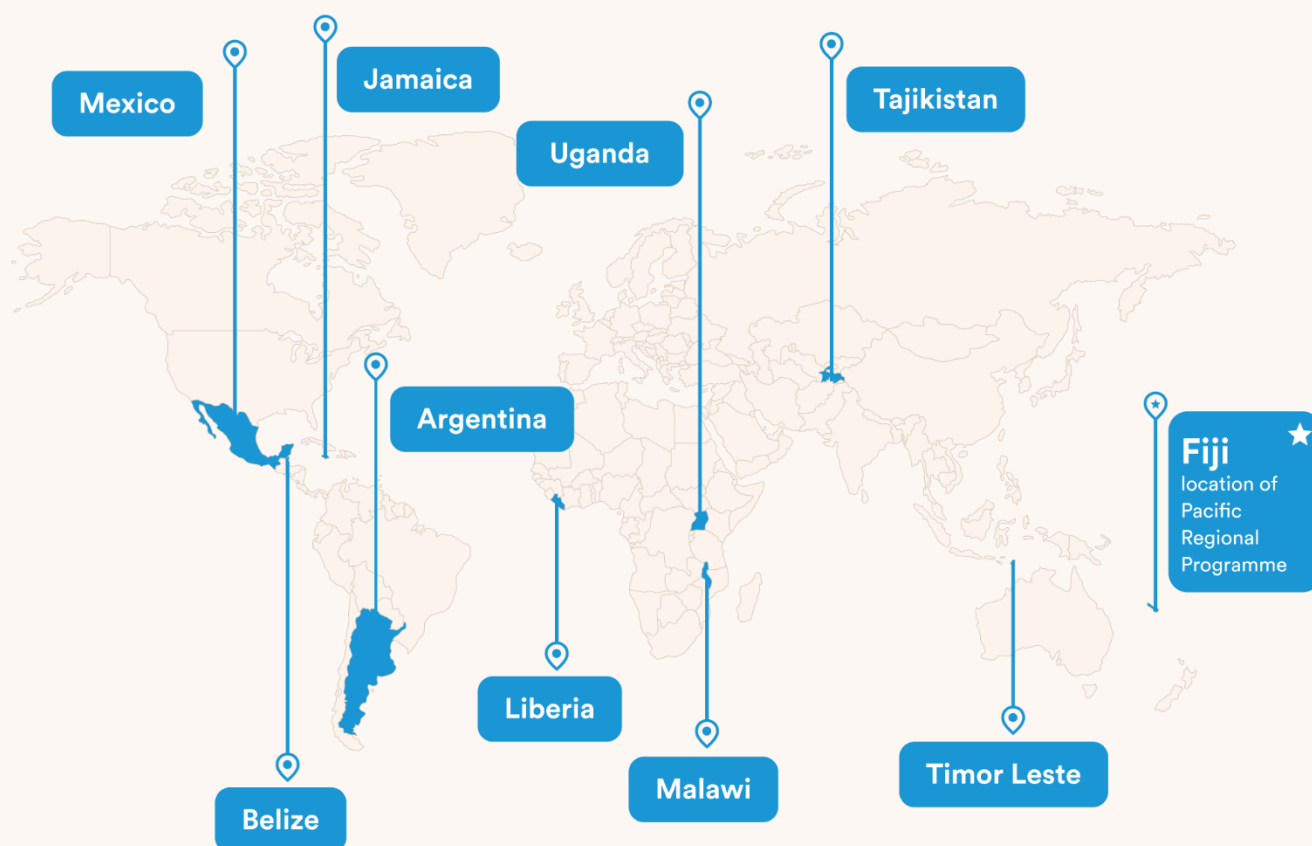 Jamaica
Mexico
Tajikistan
Uganda
Argentina
Fiji
location of
Pacific
Regional
Programme
Liberia
Timor Leste
Malawi
Belize